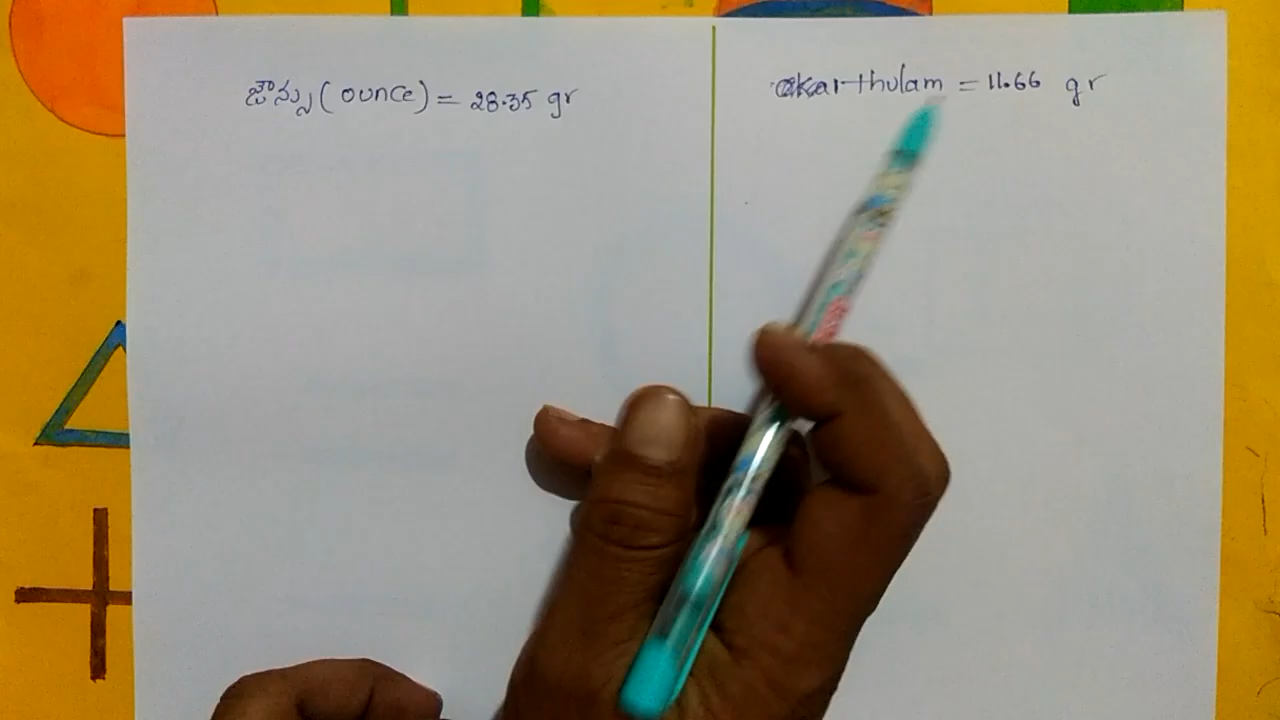 ఔన్సు (ounce) = 28.35 gr
thulam = 11.66 gr